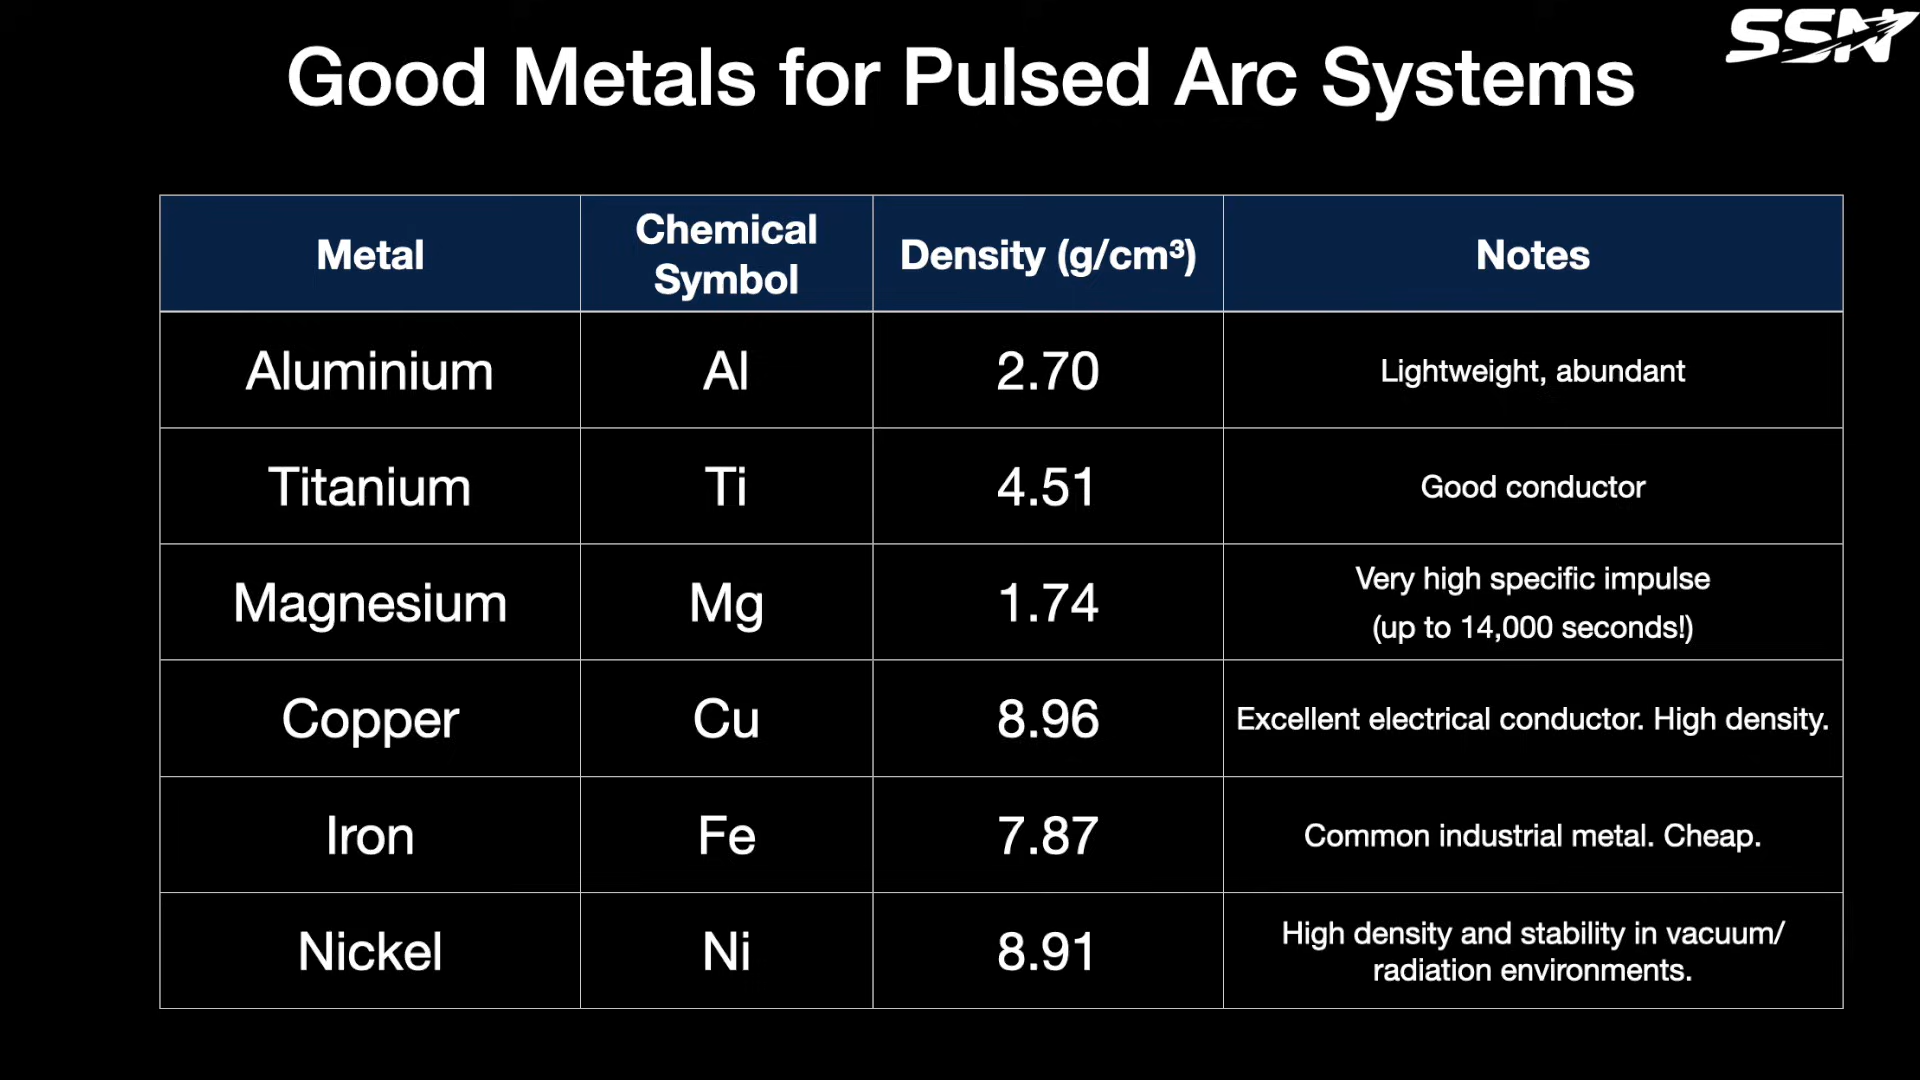 SSN
Good Metals for Pulsed Arc Systems
Metal
Chemical
Symbol
Density (g/cm³)
Notes
Aluminium
Al
2.70
Lightweight, abundant
Titanium
Ti
4.51
Good conductor
Magnesium
Mg
1.74
Very high specific impulse
(up to 14,000 seconds!)
Copper
Cu
8.96
Excellent electrical conductor. High density.
Iron
Fe
7.87
Common industrial metal. Cheap.
Nickel
Ni
8.91
High density and stability in vacuum/
radiation environments.